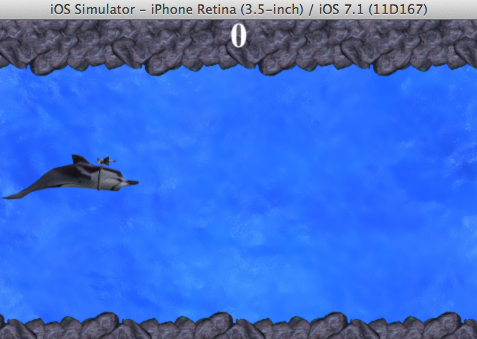 iOS Simulator – iPhone Retina (3.5-inch) / iOS 7.1 (11D167)
0